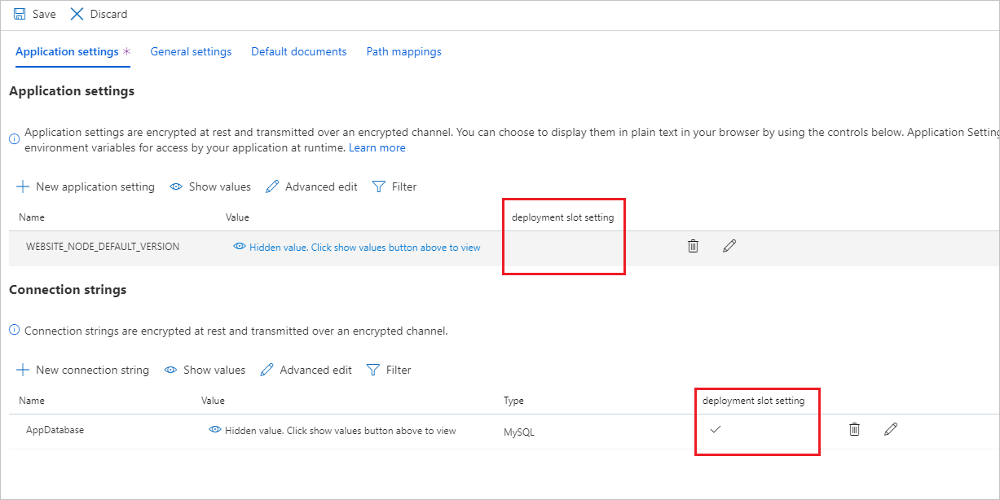 Save Discard
Application settings * General settings Default documents Path mappings
Application settings
Application settings are encrypted at rest and transmitted over an encrypted channel. You can choose to display them in plain text in your browser by using the controls below. Application Setting
environment variables for access by your application at runtime. Learn more
New application setting Show values Advanced edit Filter
Name Value deployment slot setting
WEBSITE_NODE_DEFAULT_VERSION Hidden value. Click show values button above to view
Connection strings
Connection strings are encrypted at rest and transmitted over an encrypted channel.
New connection string Show values Advanced edit Filter
Name Value Type deployment slot setting
AppDatabase Hidden value. Click show values button above to view MySQL